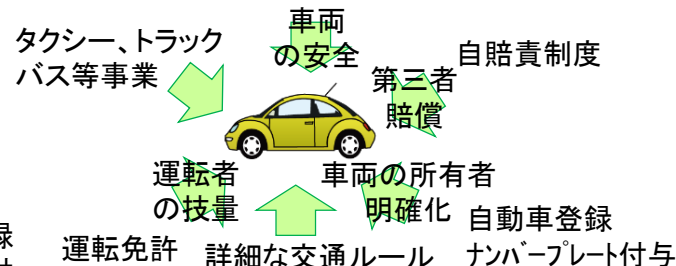 車両
の安全
タクシー、トラック
バス等事業
自賠責制度
第三者
賠償
運転者
の技量
車両の所有者
明確化
自動車登録
ナンバープレート付与
録
運転免許
詳細な交通ルール